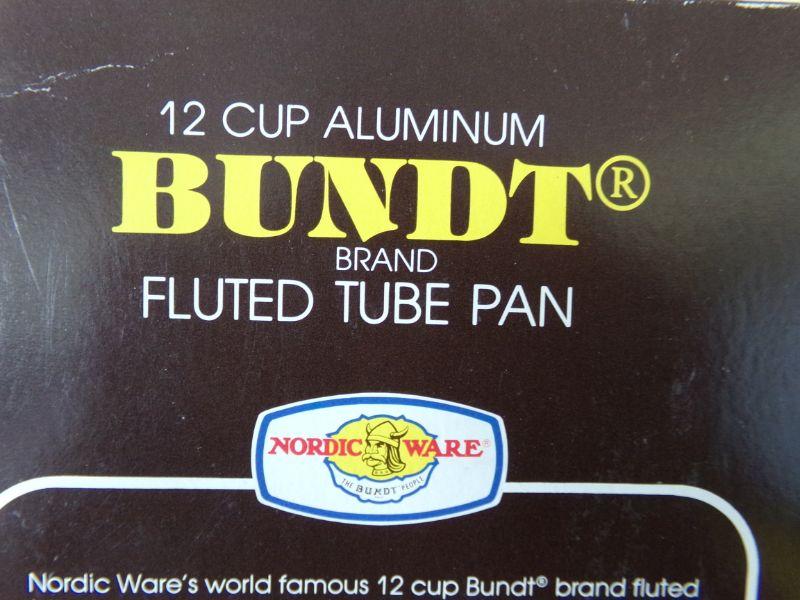 12 CUP ALUMINUM
BUNDT®
BRAND
FLUTED TUBE PAN
NORDIC WARE®
THE BUNDT PEOPLE
Nordic Ware's world famous 12 cup Bundt® brand fluted